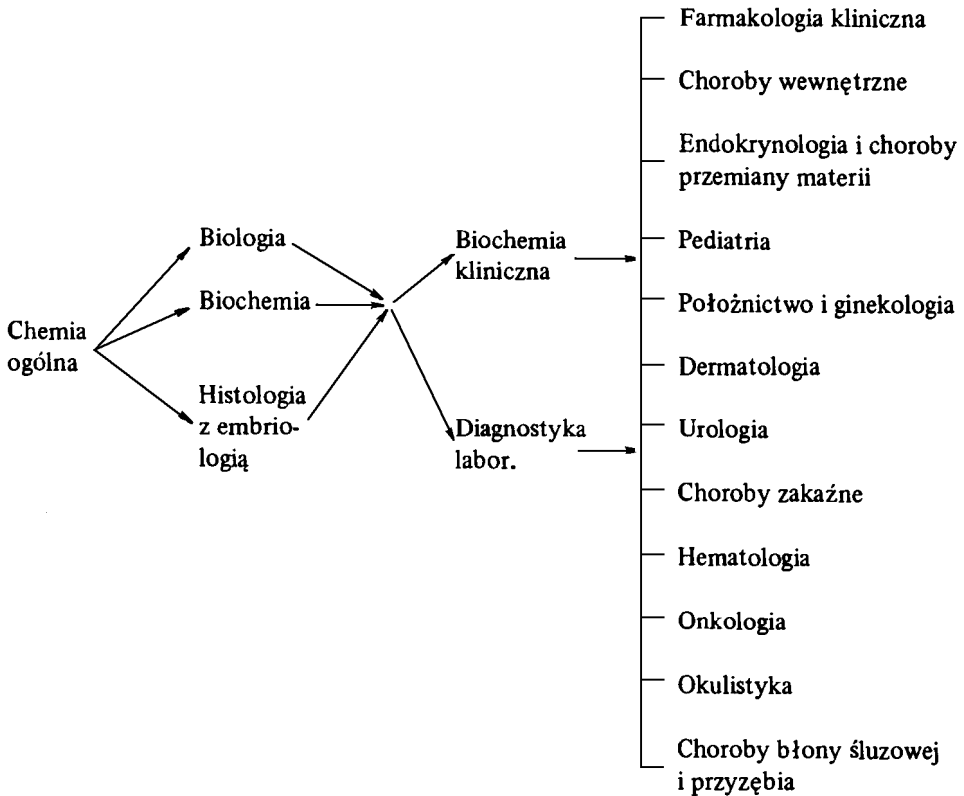 Chemia
ogólna
Biologia
Biochemia
Histologia
z embrio-
logią
Biochemia
kliniczna
Diagnostyka
labor.
Farmakologia kliniczna
Choroby wewnętrzne
Endokrynologia i choroby
przemiany materii
Pediatria
Położnictwo i ginekologia
Dermatologia
Urologia
Choroby zakaźne
Hematologia
Onkologia
Okulistyka
Choroby błony śluzowej
i przyzębia